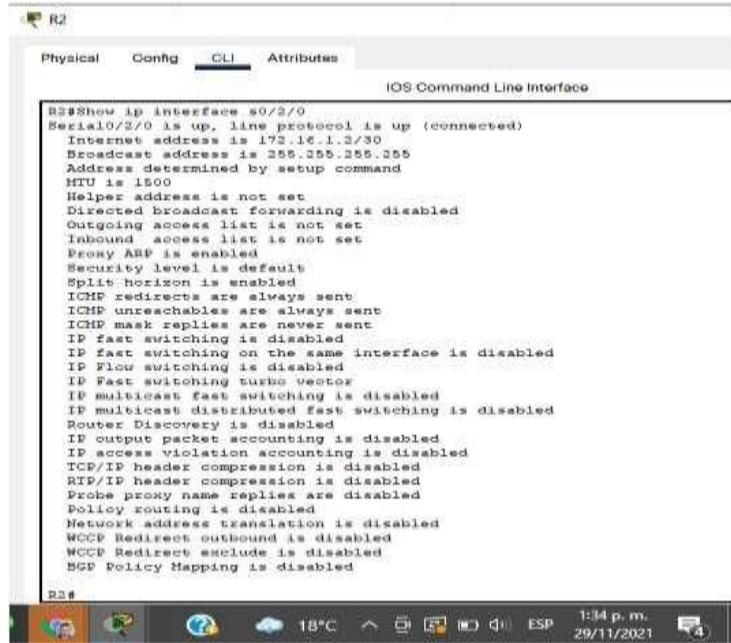 R2
Physical Config CLI Attributes
IOS Command Line Interface
R2#Show ip interface s0/2/0
Serial0/2/0 is up, line protocol is up (connected)
Internet address is 172.16.1.2/30
Broadcast address is 255.255.255.255
Address determined by setup command
MTU is 1500
Helper address is not set
Directed broadcast forwarding is disabled
Outgoing access list is not set
Inbound access list is not set
Proxy ARP is enabled
Security level is default
Split horizon is enabled
ICMP redirects are always sent
ICMP unreachables are always sent
ICMP mask replies are never sent
IP fast switching is disabled
IP fast switching on the same interface is disabled
IP Flow switching is disabled
IP Fast switching turbo vector
IP multicast fast switching is disabled
IP multicast distributed fast switching is disabled
Router Discovery is disabled
IP output packet accounting is disabled
IP access violation accounting is disabled
TCP/IP header compression is disabled
RTP/IP header compression is disabled
Probe proxy name replies are disabled
Policy routing is disabled
Network address translation is disabled
WCCP Redirect outbound is disabled
WCCP Redirect exclude is disabled
BGP Policy Mapping is disabled
R2#
18°C ESP 1:34 p. m.
29/11/2021 4